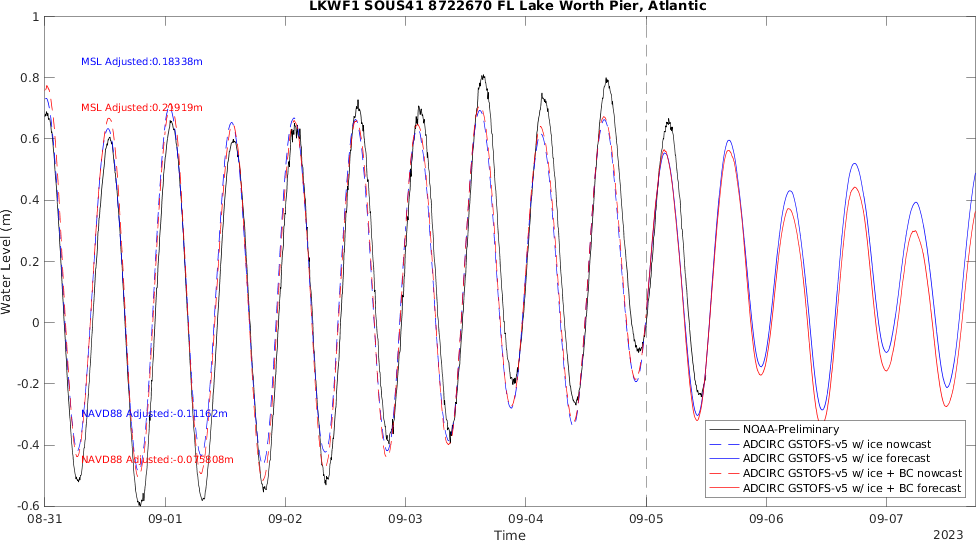 LKWF1 SOUS41 8722670 FL Lake Worth Pier, Atlantic
Water Level (m)
1
0.8
0.6
0.4
0.2
0
-0.2
-0.4
-0.6
MSL Adjusted:0.18338m
MSL Adjusted:0.21919m
NAVD88 Adjusted:-0.11162m
NAVD88 Adjusted:-0.075808m
NOAA-Preliminary
ADCIRC GSTOFS-v5 w/ ice nowcast
ADCIRC GSTOFS-v5 w/ ice forecast
ADCIRC GSTOFS-v5 w/ ice + BC nowcast
ADCIRC GSTOFS-v5 w/ ice + BC forecast
08-31 09-01 09-02 09-03 09-04 09-05 09-06 09-07
Time
2023